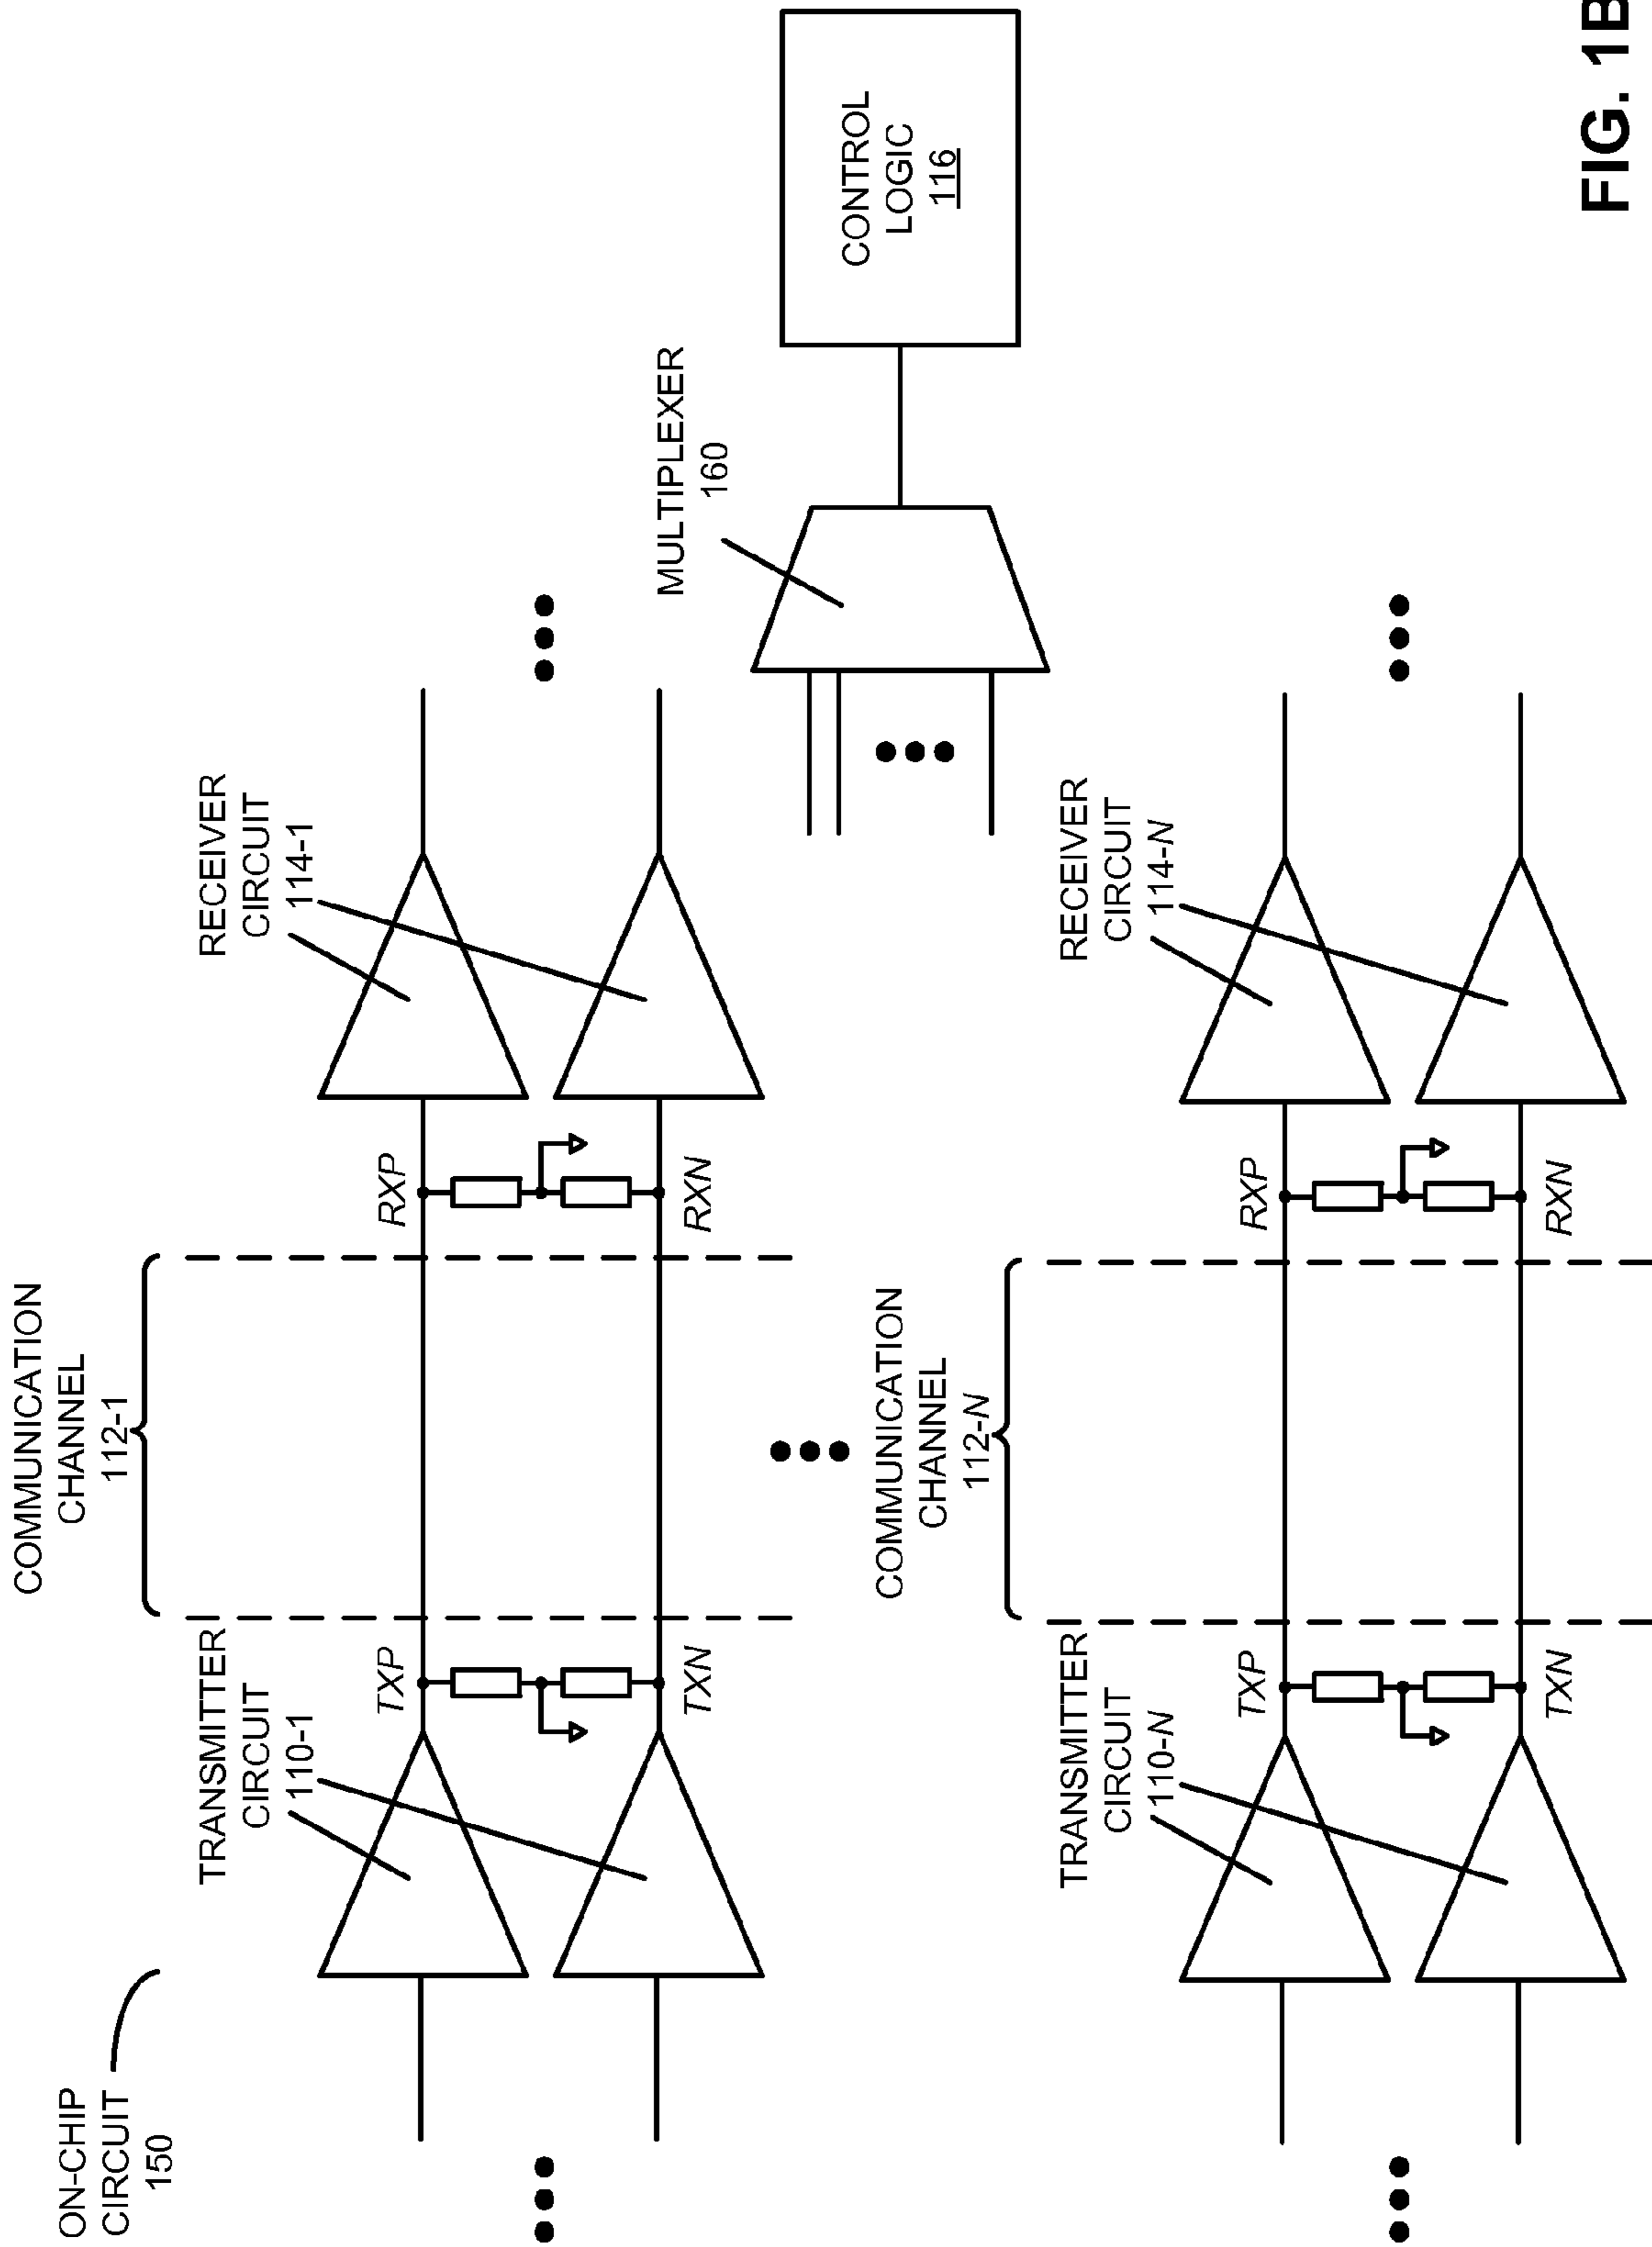 ON-CHIP
CIRCUIT
150
COMMUNICATION
CHANNEL
112-1
TRANSMITTER
CIRCUIT
110-1
TXP
TXN
RXP
RXN
RECEIVER
CIRCUIT
114-1
MULTIPLEXER
160
CONTROL
LOGIC
116
COMMUNICATION
CHANNEL
112-N
TRANSMITTER
CIRCUIT
110-N
TXP
TXN
RXP
RXN
RECEIVER
CIRCUIT
114-N
FIG. 1B